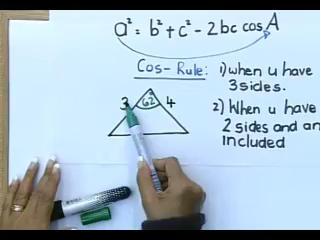 a² = b² + c² - 2bc cos A
Cos-Rule:
1) when u have 3 sides.
2) When u have 2 sides and an included
3
62
4